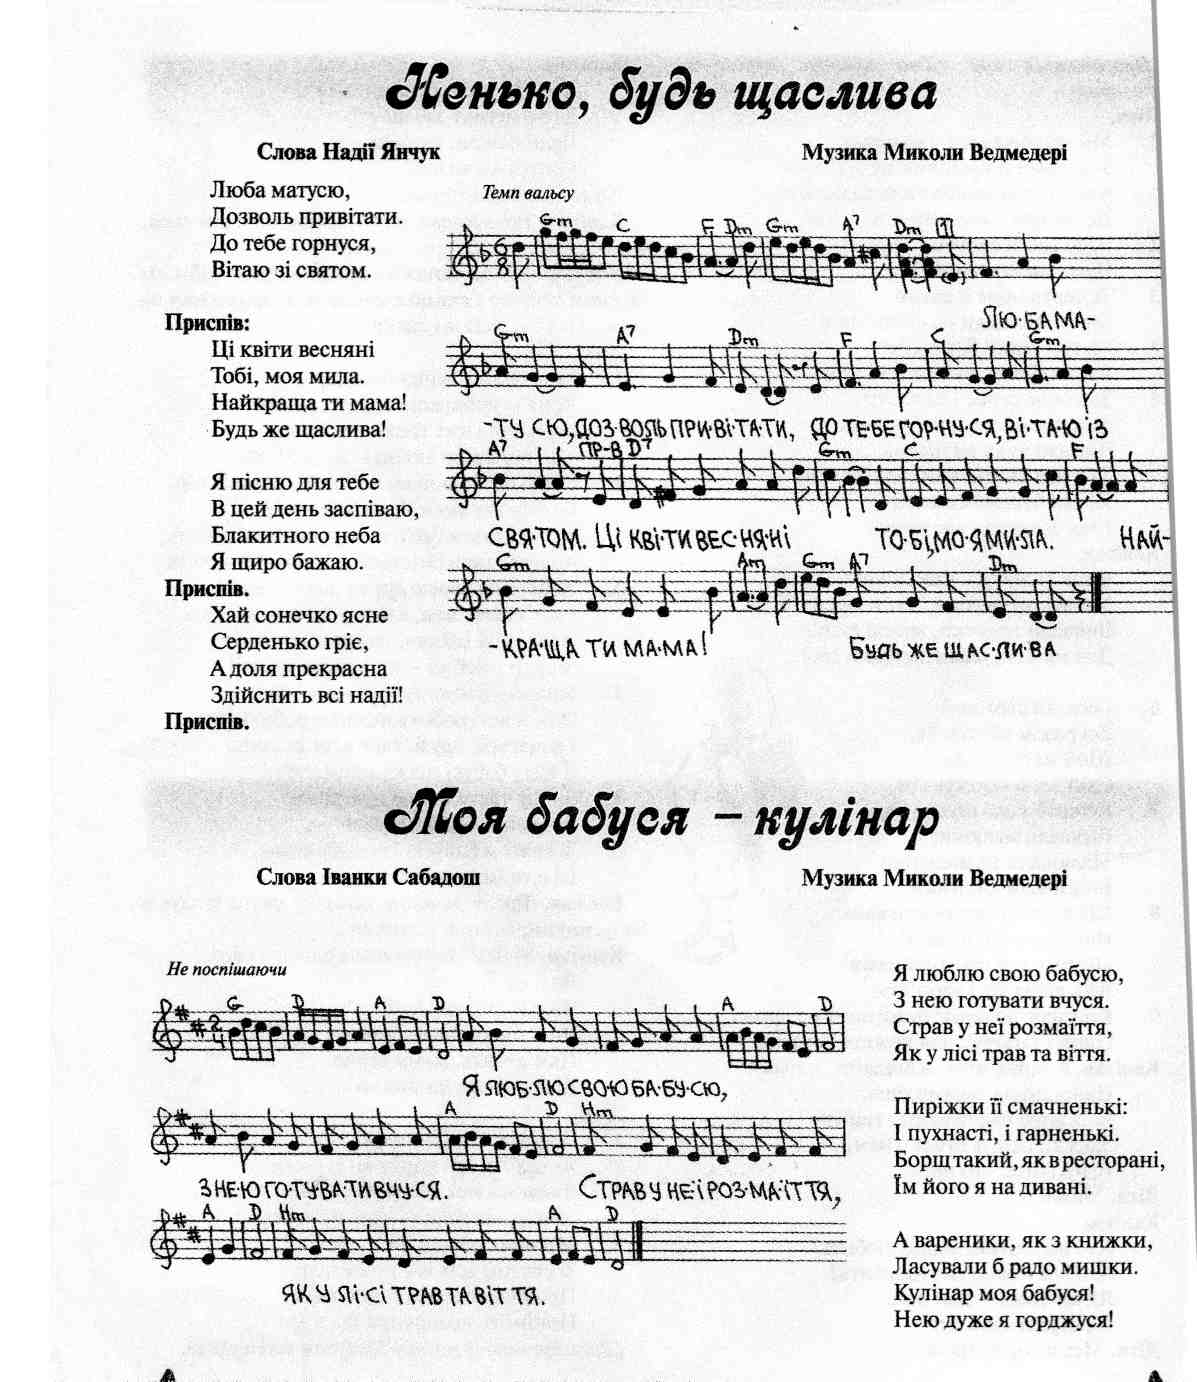 Ненько, будь щаслива
Слова Надії Янчук
Музика Миколи Ведмедері
Люба матусю,
Дозволь привітати.
До тебе горнуся,
Вітаю зі святом.
Приспів:
Ці квіти весняні
Тобі, моя мила.
Найкраща ти мама!
Будь же щаслива!
Я пісню для тебе
В цей день заспіваю,
Блакитного неба
Я щиро бажаю.
Приспів.
Хай сонечко ясне
Серденько гріє,
А доля прекрасна
Здійснить всі надії!
Приспів.
Темп вальсу
Gm C F Dm Gm A7 Dm
ЛЮ·БА МА-
Gm A7 Dm F C Gm
-ТУ СЮ, ДОЗ·ВОЛЬ ПРИ·ВІ·ТА·ТИ, ДО ТЕ·БЕ ГОР·НУ·СЯ, ВІ·ТА·Ю ІЗ
A7 ПР-В D7 Gm C F
СВЯ·ТОМ. ЦІ КВІ·ТИ ВЕС·НЯ·НІ ТО·БІ, МО·Я МИ·ЛА. НАЙ-
Gm Am Gm A7 Dm
-КРА·ЩА ТИ МА·МА! БУДЬ ЖЕ ЩАС·ЛИ·ВА
Моя бабуся – кулінар
Слова Іванки Сабадош
Музика Миколи Ведмедері
Не поспішаючи
G D A D A D
Я ЛЮБ·ЛЮ СВО·Ю БА·БУ·СЮ,
A D Hm
З НЕ·Ю ГО·ТУ·ВА·ТИ ВЧУ·СЯ. СТРАВ У НЕ·Ї РОЗ·МА·ЇТ ТЯ,
A D Hm A D
ЯК У ЛІ·СІ ТРАВ ТА ВІТ ТЯ.
Я люблю свою бабусю,
З нею готувати вчуся.
Страв у неї розмаїття,
Як у лісі трав та віття.
Пиріжки її смачненькі:
І пухнасті, і гарненькі.
Борщ такий, як в ресторані,
Їм його я на дивані.
А вареники, як з книжки,
Ласували б радо мишки.
Кулінар моя бабуся!
Нею дуже я горджуся!